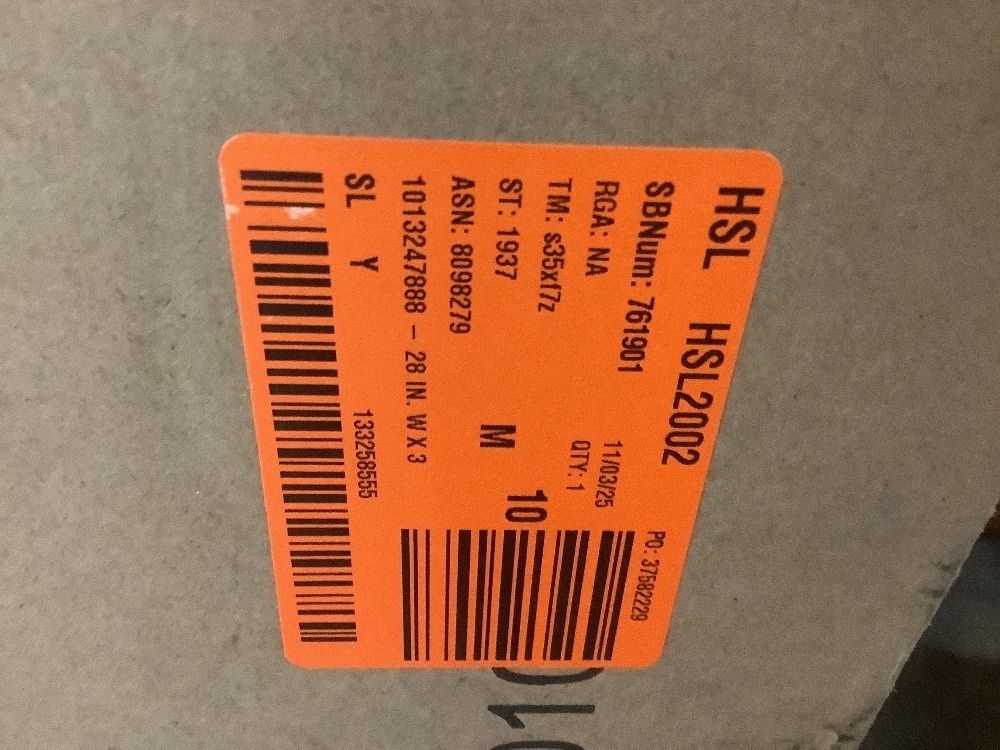 HSL HSL2002
SBNum: 761901
PO: 37582229
RGA: NA
11/03/25
TM: s35xf7z
QTY: 1
ST: 1937
10
ASN: 8098279
M
1013247888 - 28 IN. W X 3
SL Y
133258555